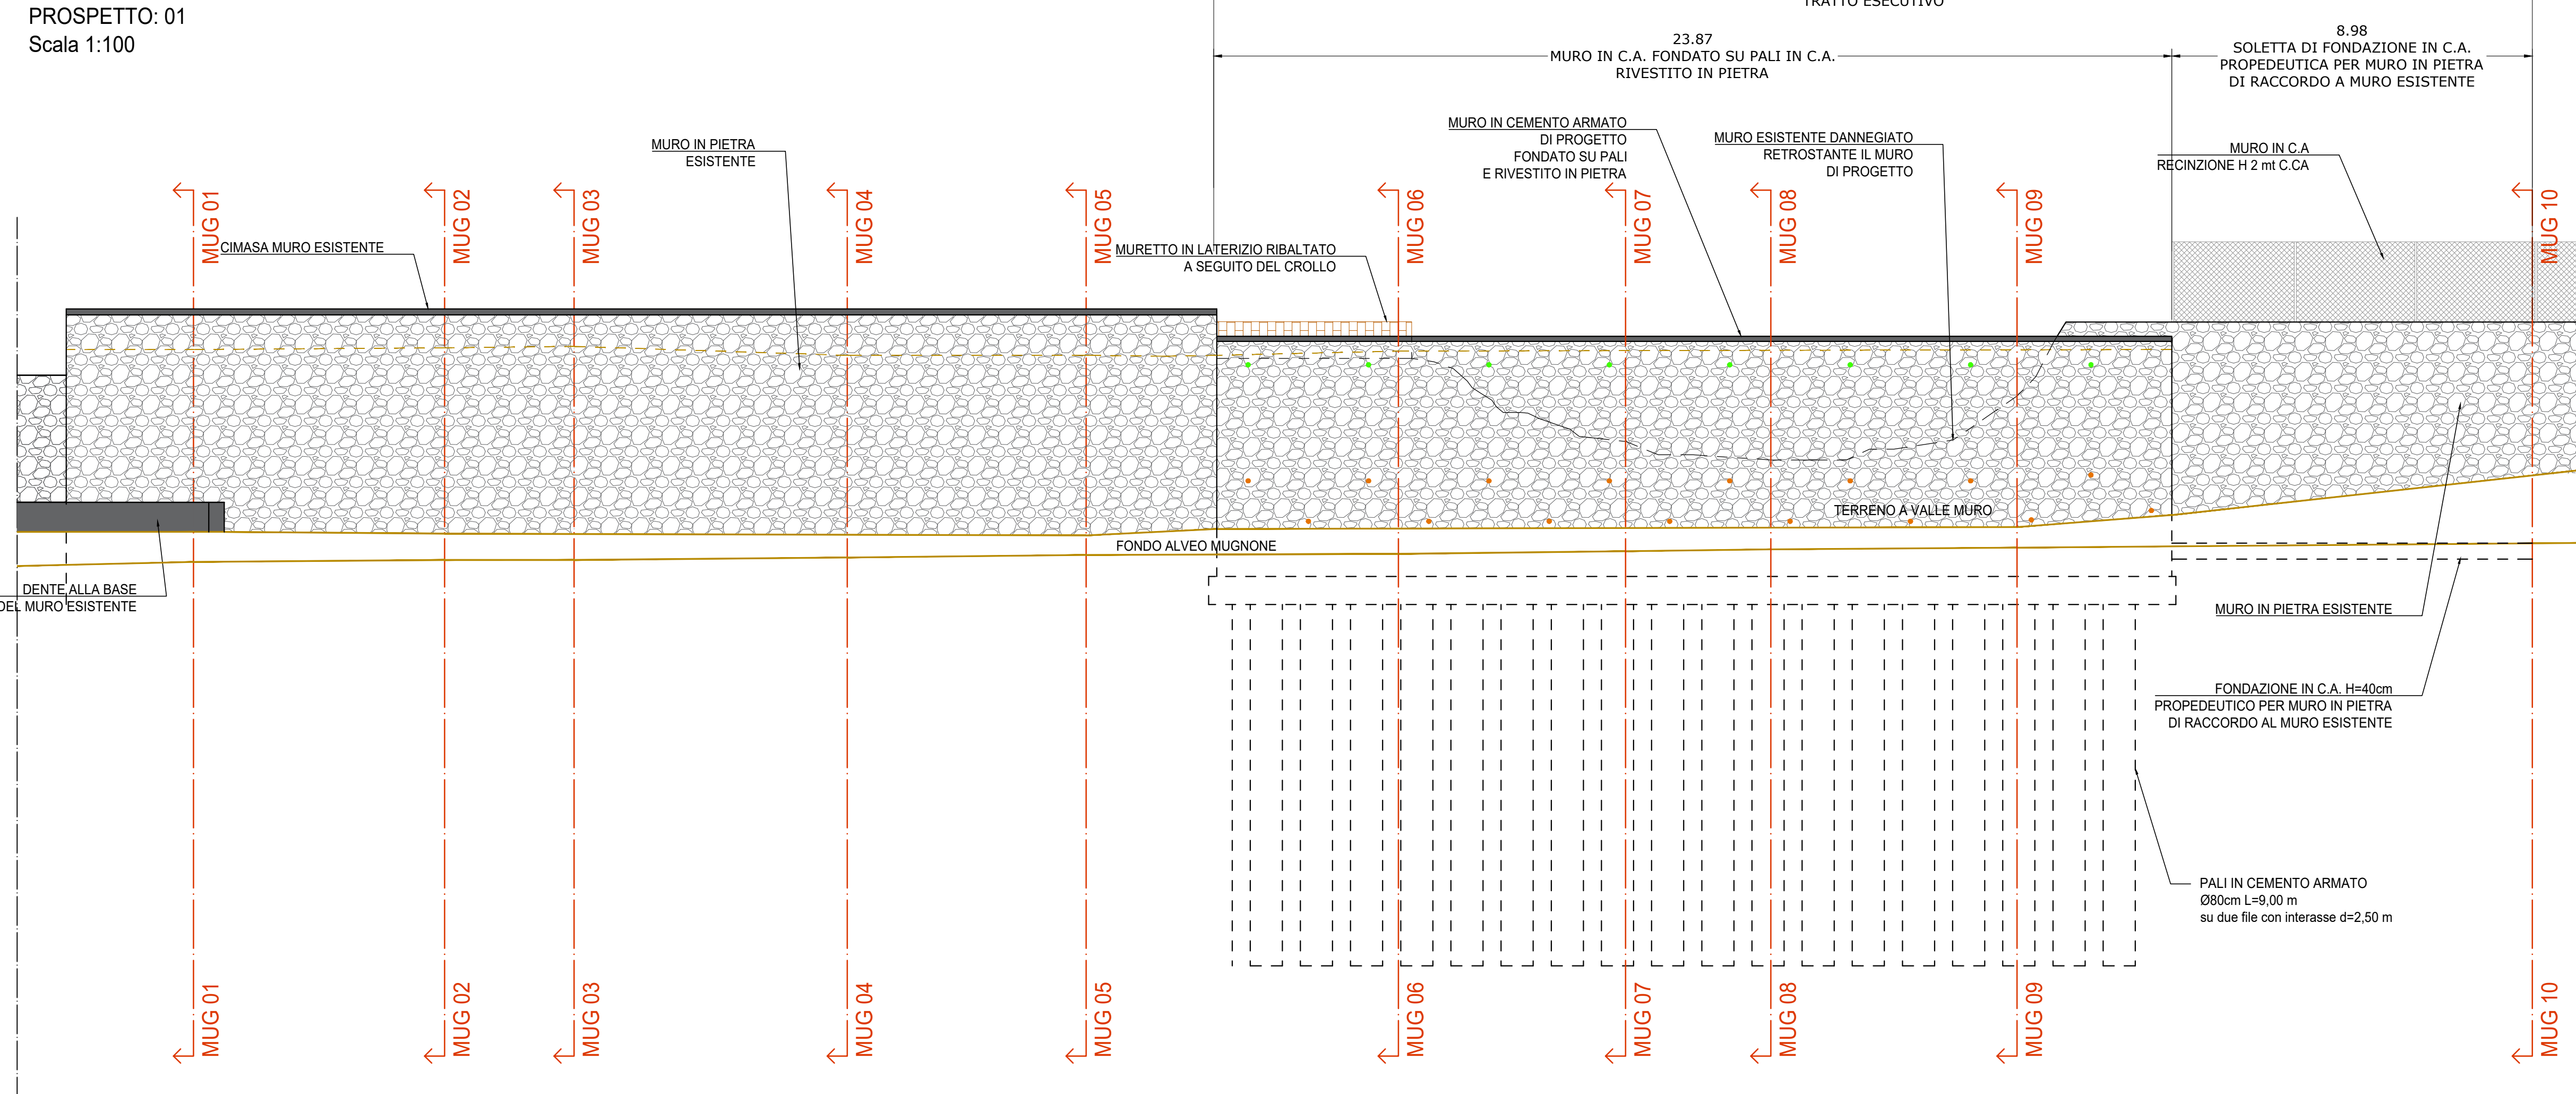 PROSPETTO: 01
Scala 1:100
TRATTO ESECUTIVO
23.87
MURO IN C.A. FONDATO SU PALI IN C.A.
RIVESTITO IN PIETRA
8.98
SOLETTA DI FONDAZIONE IN C.A.
PROPEDEUTICA PER MURO IN PIETRA
DI RACCORDO A MURO ESISTENTE
MURO IN PIETRA
ESISTENTE
MURO IN CEMENTO ARMATO
DI PROGETTO
FONDATO SU PALI
E RIVESTITO IN PIETRA
MURO ESISTENTE DANNEGIATO
RETROSTANTE IL MURO
DI PROGETTO
MURO IN C.A
RECINZIONE H 2 mt C.CA
MUG 01
MUG 02
MUG 03
MUG 04
MUG 05
MUG 06
MUG 07
MUG 08
MUG 09
MUG 10
CIMASA MURO ESISTENTE
MURETTO IN LATERIZIO RIBALTATO
A SEGUITO DEL CROLLO
TERRENO A VALLE MURO
FONDO ALVEO MUGNONE
DENTE ALLA BASE
DEL MURO ESISTENTE
MURO IN PIETRA ESISTENTE
FONDAZIONE IN C.A. H=40cm
PROPEDEUTICO PER MURO IN PIETRA
DI RACCORDO AL MURO ESISTENTE
PALI IN CEMENTO ARMATO
Ø80cm L=9,00 m
su due file con interasse d=2,50 m
MUG 01
MUG 02
MUG 03
MUG 04
MUG 05
MUG 06
MUG 07
MUG 08
MUG 09
MUG 10